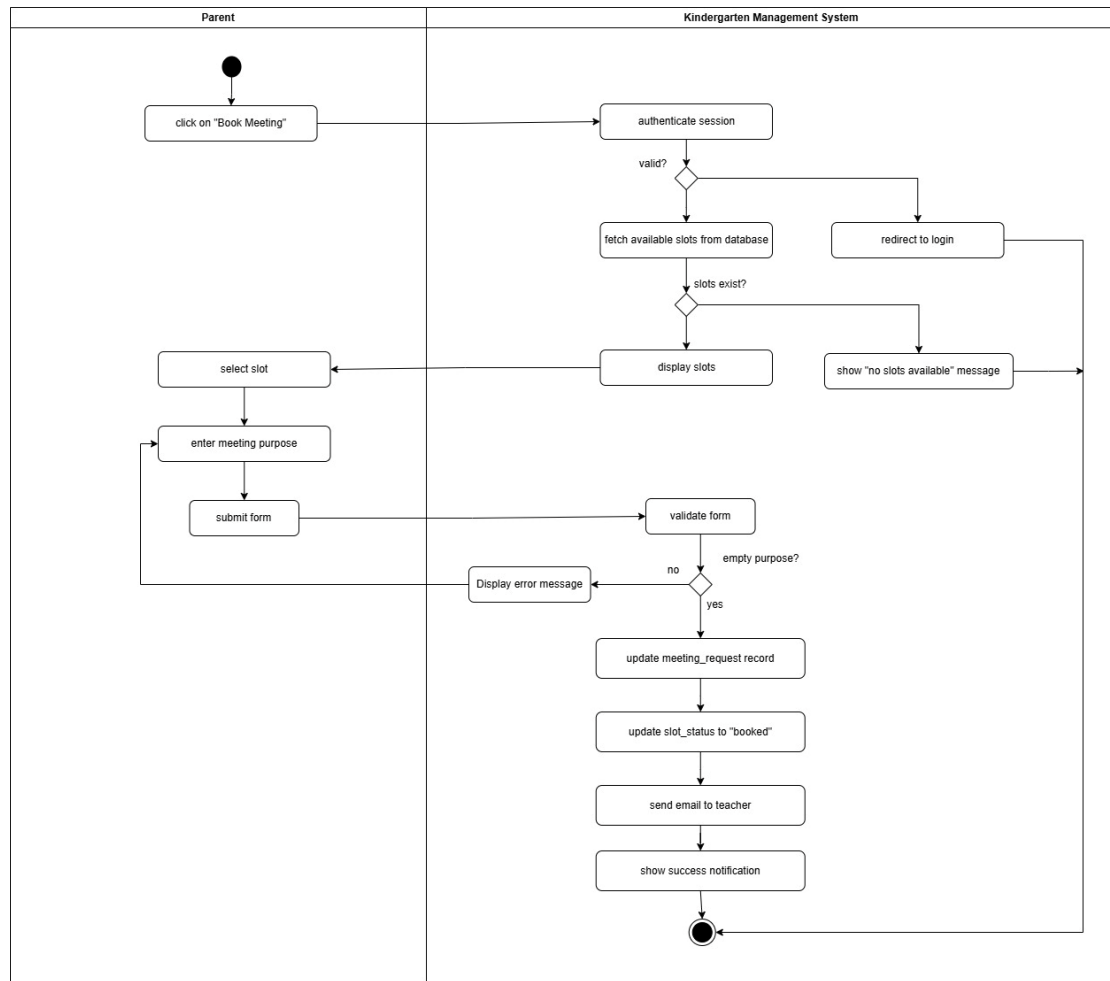 Parent
Kindergarten Management System
click on "Book Meeting"
authenticate session
valid?
fetch available slots from database
redirect to login
slots exist?
select slot
display slots
show "no slots available" message
enter meeting purpose
submit form
validate form
empty purpose?
no
Display error message
yes
update meeting_request record
update slot_status to "booked"
send email to teacher
show success notification